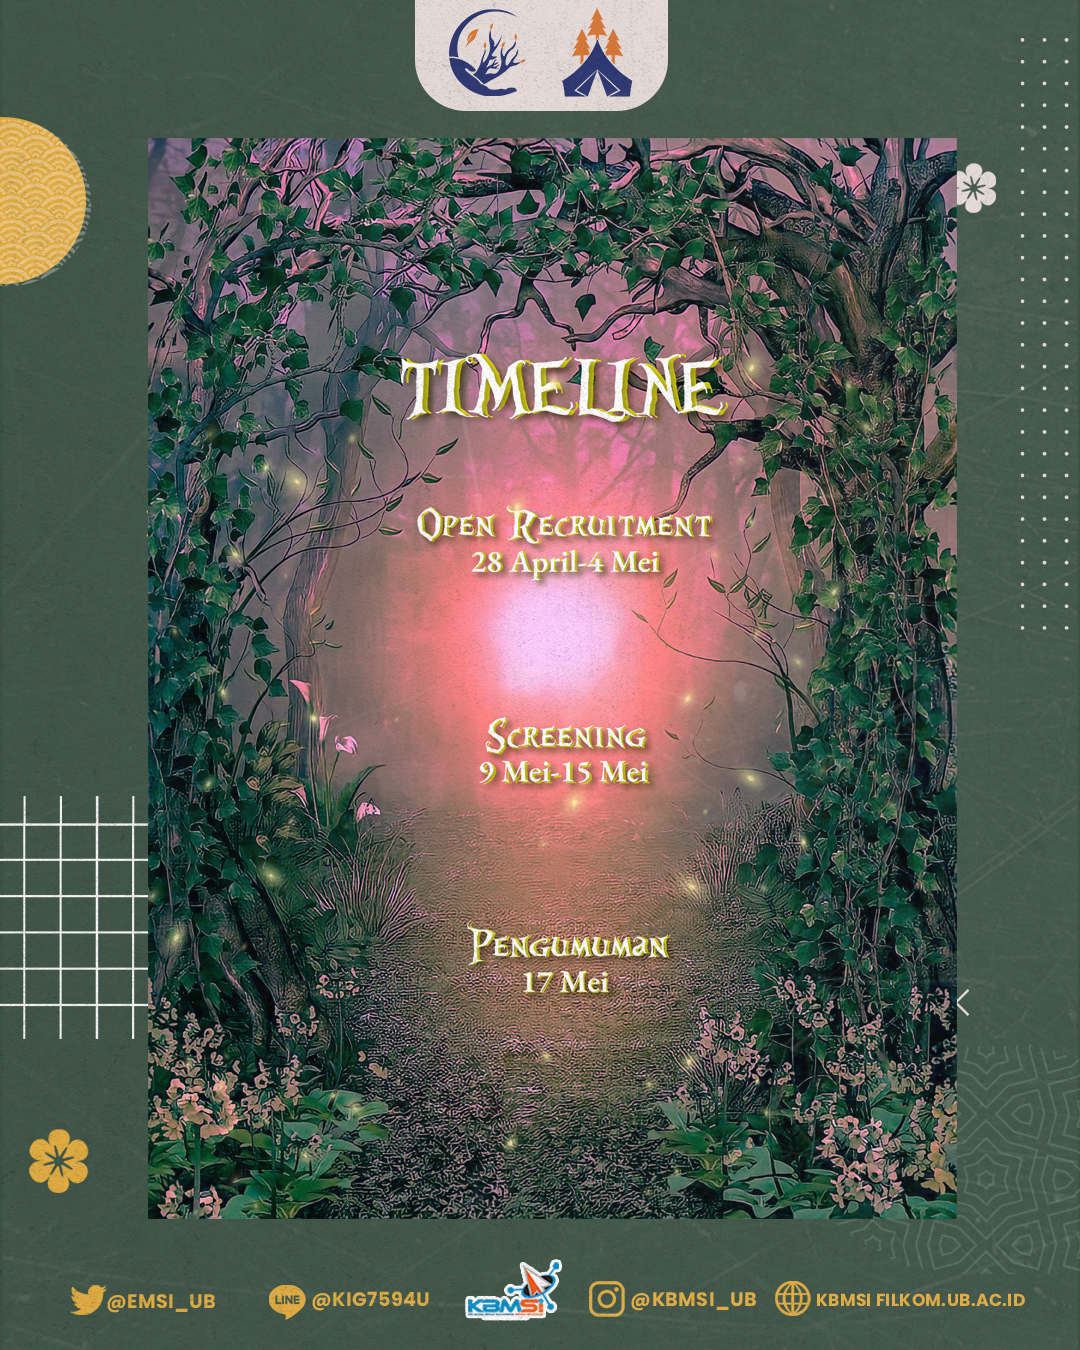 TIMELINE
Open Recruitment
28 April-4 Mei
Screening
9 Mei-15 Mei
Pengumuman
17 Mei
@EMSI_UB
LINE
@KIG7594U
KBMSI
@KBMSI_UB
KBMSI FILKOM.UB.AC.ID